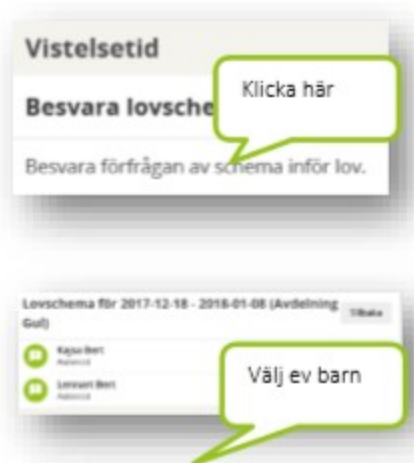 Vistelsetid
Klicka här
Besvara lovsche
Besvara förfrågan av schema inför lov.
Lovschema för 2017-12-18 - 2018-01-08 (Avdelning
Gul)
Tillbaka
Kajsa Bert
Lennart Bert
Välj ev barn